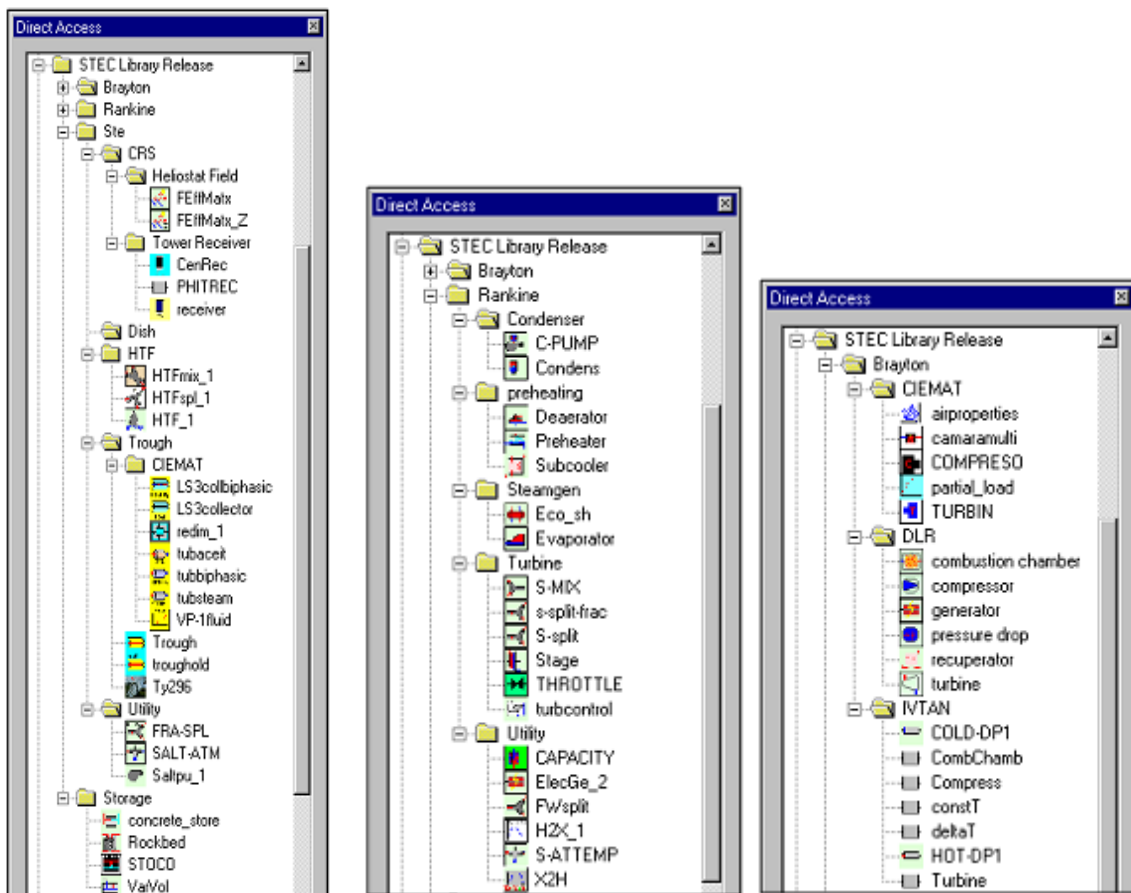 Direct Access
STEC Library Release
Brayton
Rankine
Ste
CRS
Heliostat Field
FEffMatx
FEffMatx_Z
Tower Receiver
CenRec
PHITREC
receiver
Dish
HTF
HTFmix_1
HTFspl_1
HTF_1
Trough
CIEMAT
LS3colbiphasic
LS3collector
redim_1
tubaceit
tubbiphasic
tubsteam
VP-1fluid
Trough
troughold
Ty296
Utility
FRA-SPL
SALT-ATM
Saltpu_1
Storage
concrete_store
Rockbed
STOCO
VarVol
Direct Access
STEC Library Release
Brayton
Rankine
Condenser
C-PUMP
Condens
preheating
Deaerator
Preheater
Subcooler
Steamgen
Eco_sh
Evaporator
Turbine
S-MIX
s-split-frac
S-split
Stage
THROTTLE
turbcontrol
Utility
CAPACITY
ElecGe_2
FWsplit
H2X_1
S-ATTEMP
X2H
Direct Access
STEC Library Release
Brayton
CIEMAT
airproperties
camaramulti
COMPRESO
partial_load
TURBIN
DLR
combustion chamber
compressor
generator
pressure drop
recuperator
turbine
IVTAN
COLD-DP1
CombChamb
Compress
constT
deltaT
HOT-DP1
Turbine